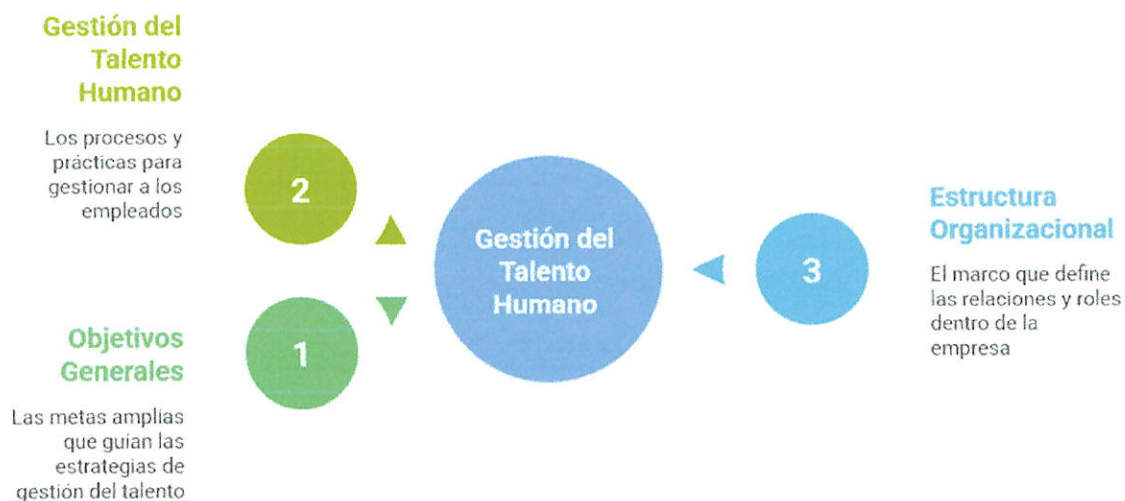 Gestión del
Talento
Humano
Los procesos y
prácticas para
gestionar a los
empleados
2
Objetivos
Generales
Las metas amplias
que guían las
estrategias de
gestión del talento
1
Gestión del
Talento
Humano
3
Estructura
Organizacional
El marco que define
las relaciones y roles
dentro de la
empresa